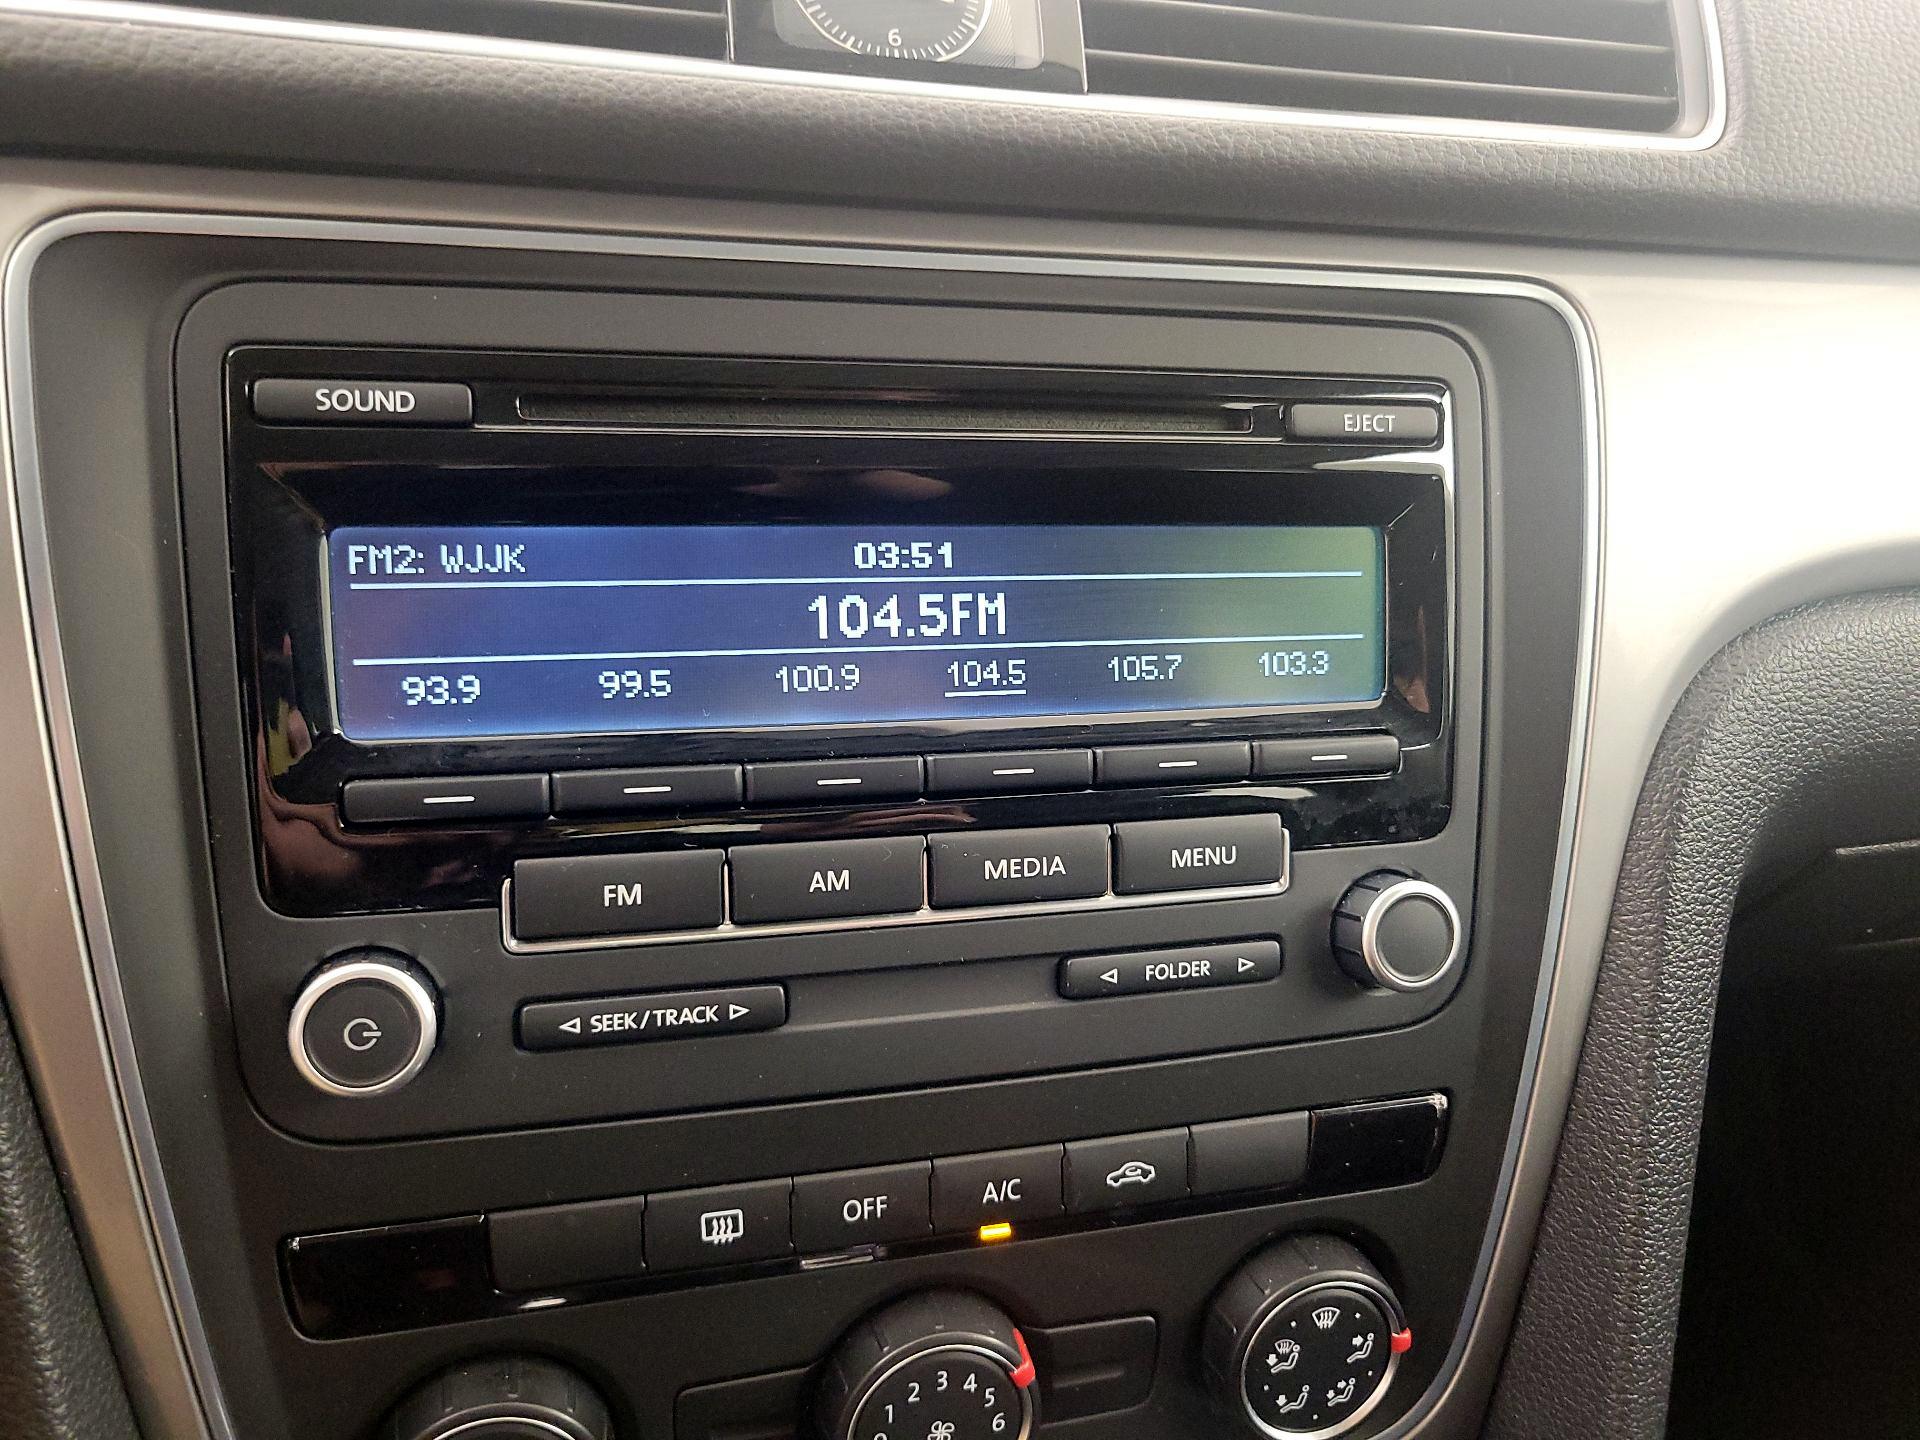 6
SOUND
EJECT
FM2: WJJK 03:51
104.5FM
93.9 99.5 100.9 104.5 105.7 103.3
FM AM MEDIA MENU
SEEK/TRACK
FOLDER
OFF A/C
1 2 3 4 5 6